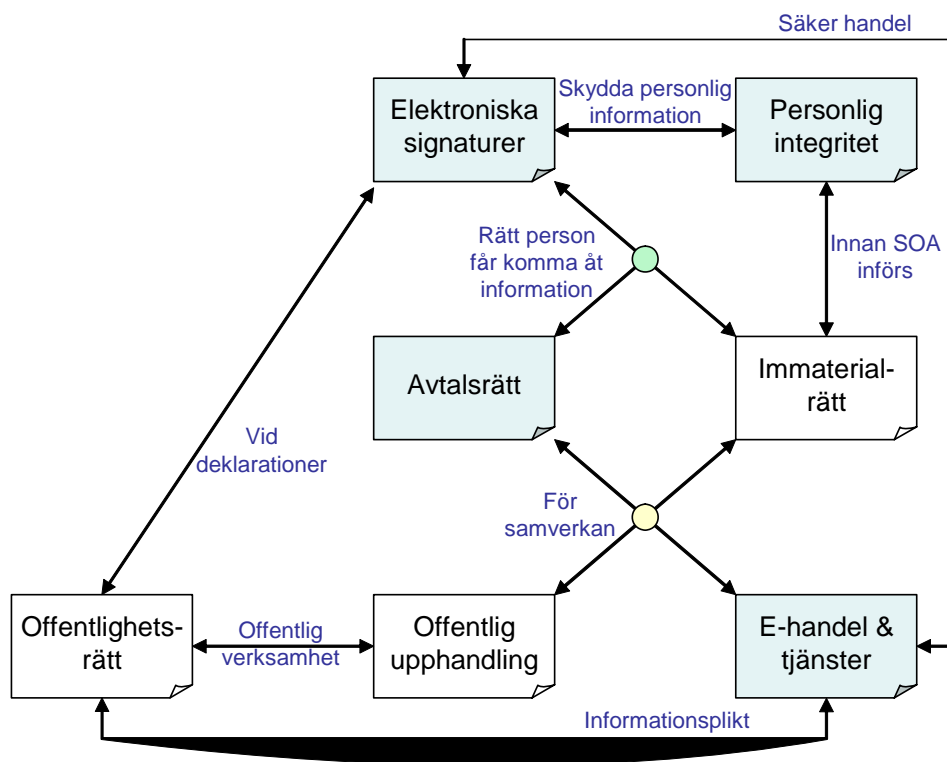 Säker handel
Elektroniska
signaturer
Skydda personlig
information
Personlig
integritet
Rätt person
får komma åt
information
Innan SOA
införs
Avtalsrätt
Immaterial-
rätt
Vid
deklarationer
För
samverkan
Offentlighets-
rätt
Offentlig
verksamhet
Offentlig
upphandling
E-handel &
tjänster
Informationsplikt